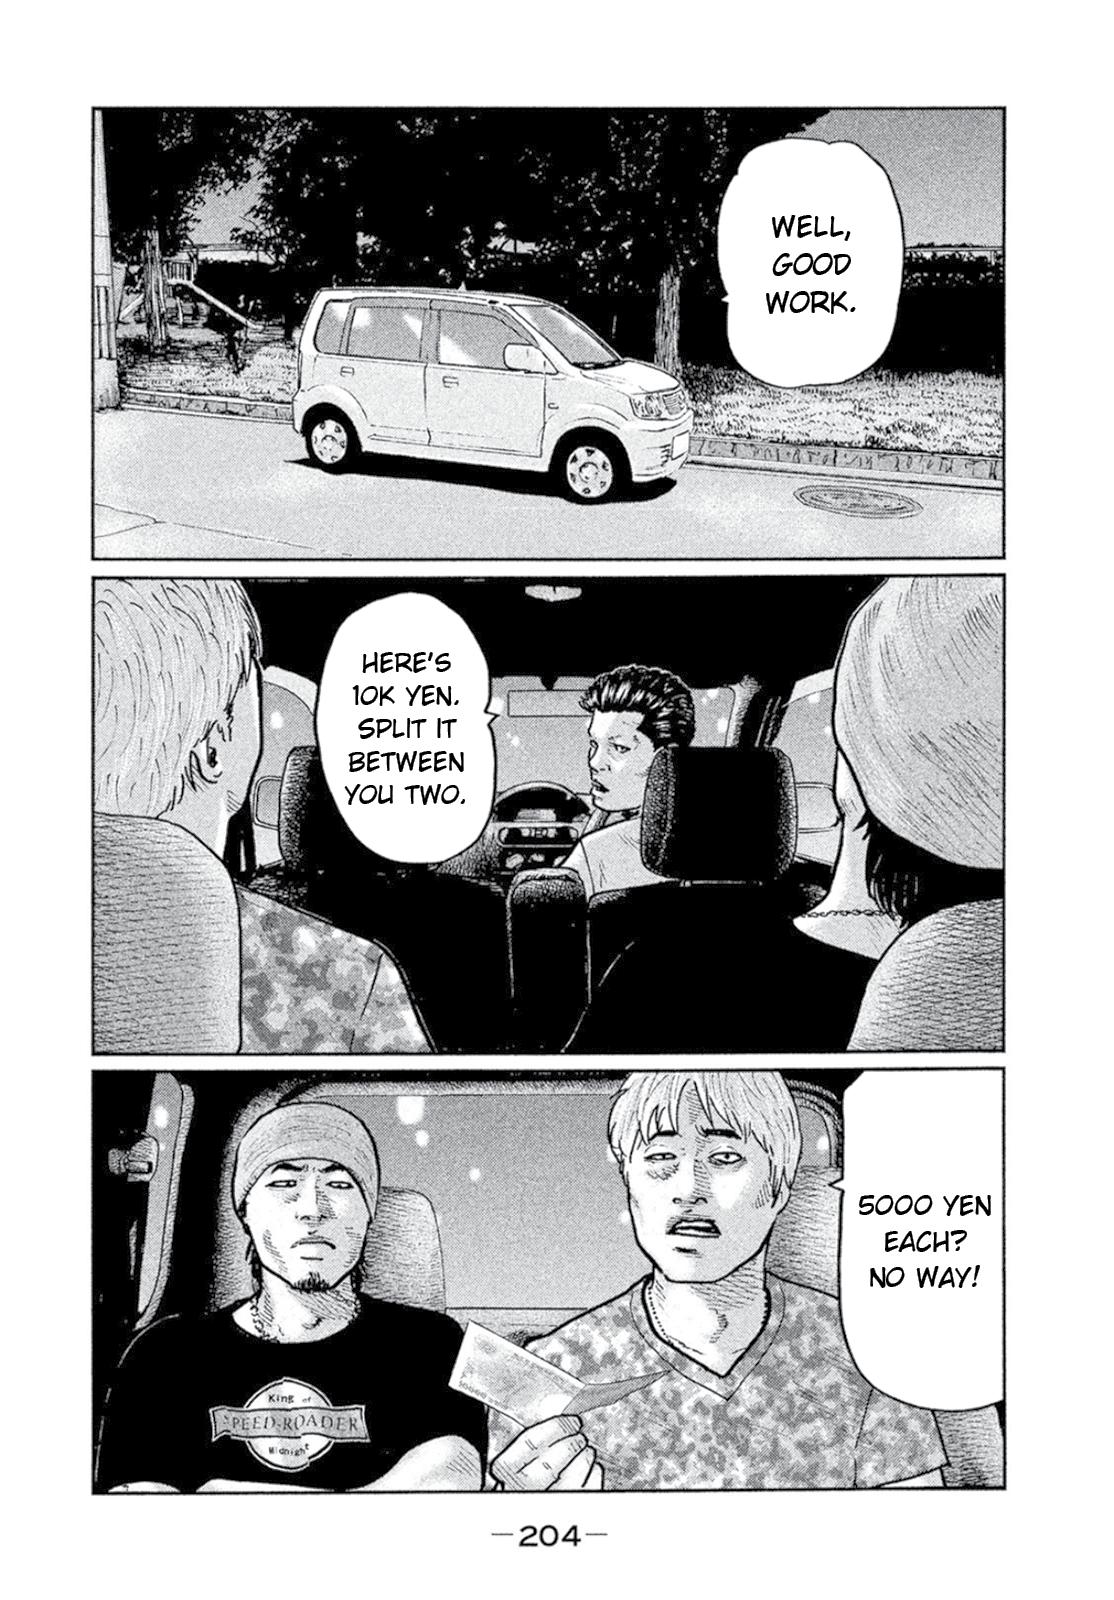 WELL,
GOOD
WORK.
HERE'S
10K YEN.
SPLIT IT
BETWEEN
YOU TWO.
5000 YEN
EACH?
NO WAY!
King of
SPEED-ROADER
Midnight
-204-